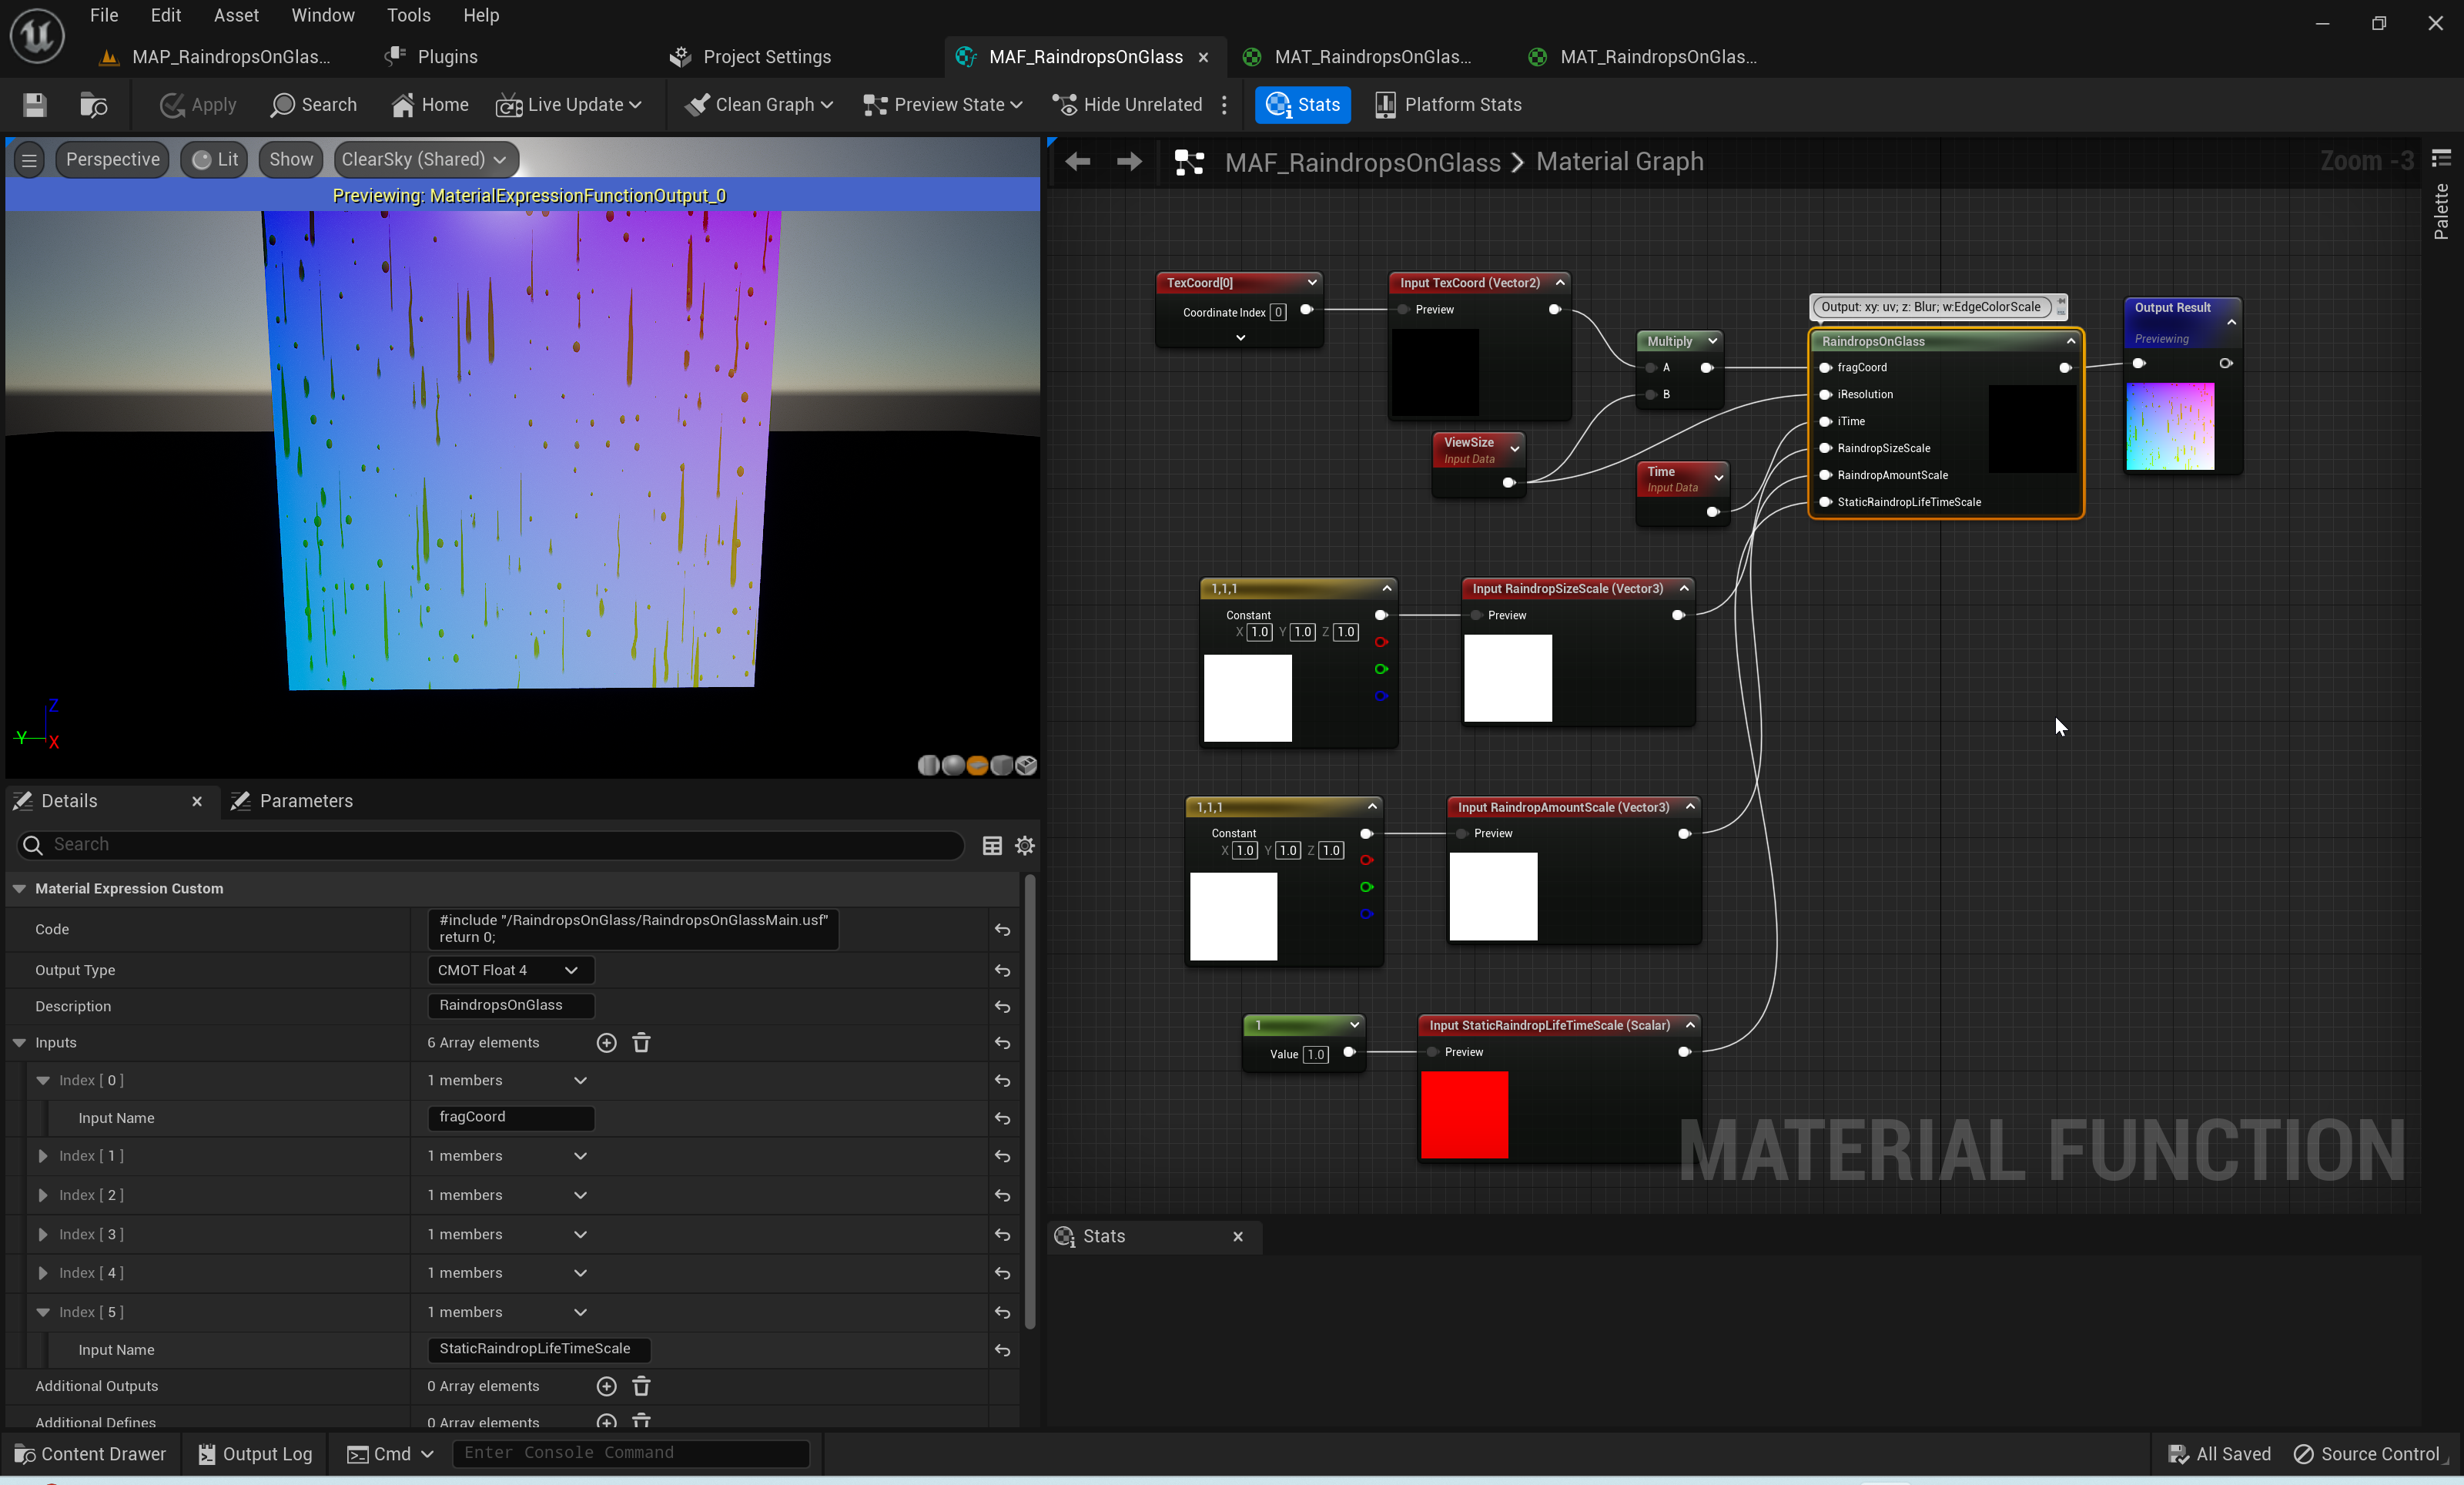 File Edit Asset Window Tools Help
MAP_RaindropsOnGlas... Plugins Project Settings MAF_RaindropsOnGlass MAT_RaindropsOnGlas... MAT_RaindropsOnGlas...
Apply Search Home Live Update Clean Graph Preview State Hide Unrelated Stats Platform Stats
Perspective Lit Show ClearSky (Shared)
Previewing: MaterialExpressionFunctionOutput_0
Z
Y
X
MAF_RaindropsOnGlass Material Graph
Zoom -3
Palette
TexCoord[0]
Coordinate Index 0
Input TexCoord (Vector2)
Preview
Multiply
A
B
ViewSize
Input Data
Time
Input Data
Output: xy: uv; z: Blur; w:EdgeColorScale
RaindropsOnGlass
fragCoord
iResolution
iTime
RaindropSizeScale
RaindropAmountScale
StaticRaindropLifeTimeScale
Output Result
Previewing
1,1,1
Constant
X 1.0 Y 1.0 Z 1.0
Input RaindropSizeScale (Vector3)
Preview
1,1,1
Constant
X 1.0 Y 1.0 Z 1.0
Input RaindropAmountScale (Vector3)
Preview
1
Value 1.0
Input StaticRaindropLifeTimeScale (Scalar)
Preview
MATERIAL FUNCTION
Stats
Details Parameters
Search
Material Expression Custom
Code
#include "/RaindropsOnGlass/RaindropsOnGlassMain.usf"
return 0;
Output Type CMOT Float 4
Description RaindropsOnGlass
Inputs 6 Array elements
Index [ 0 ] 1 members
Input Name fragCoord
Index [ 1 ] 1 members
Index [ 2 ] 1 members
Index [ 3 ] 1 members
Index [ 4 ] 1 members
Index [ 5 ] 1 members
Input Name StaticRaindropLifeTimeScale
Additional Outputs 0 Array elements
Additional Defines 0 Array elements
Content Drawer Output Log Cmd Enter Console Command All Saved Source Control